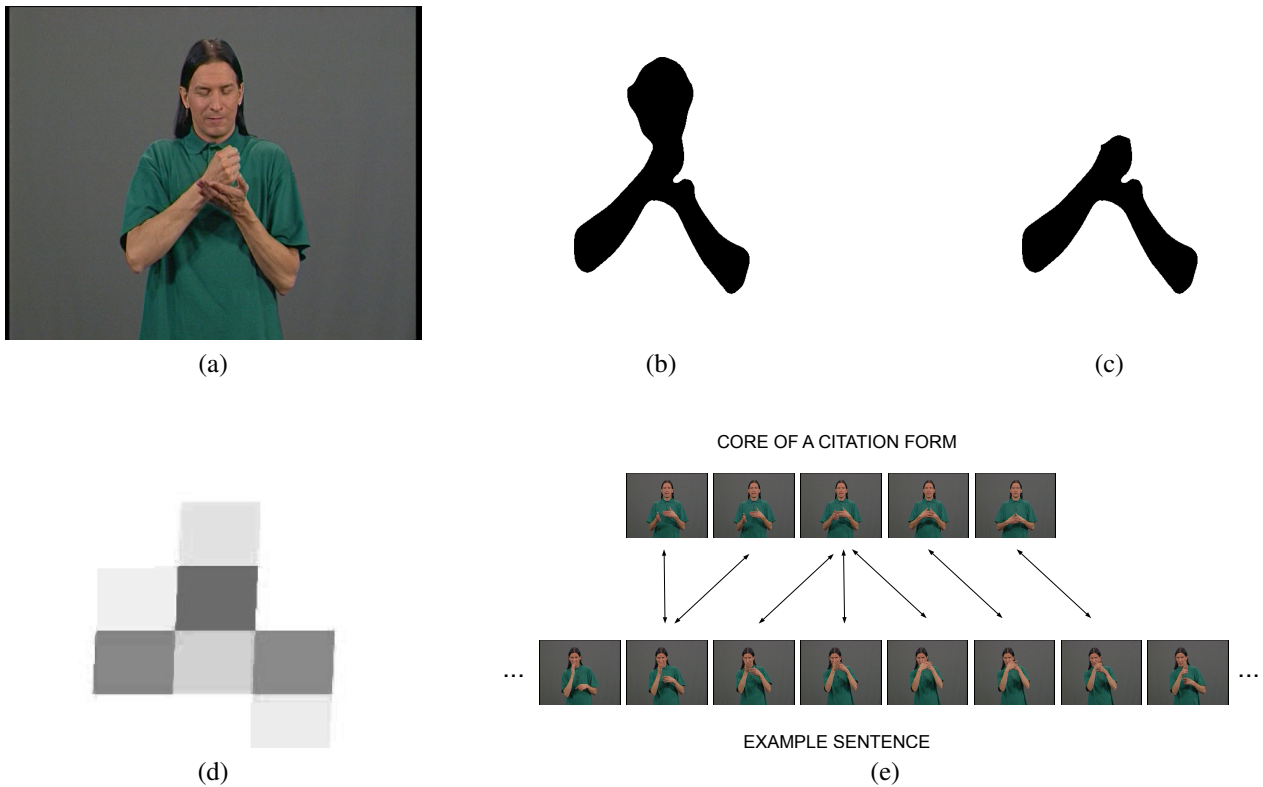 (a)
(b)
(c)
CORE OF A CITATION FORM
...
...
EXAMPLE SENTENCE
(d)
(e)